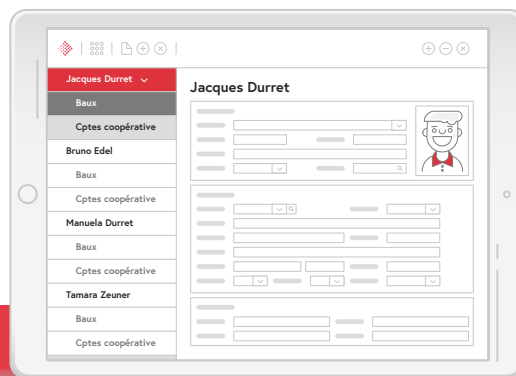 Jacques Durret
Baux
Cptes coopérative
Bruno Edel
Baux
Cptes coopérative
Manuela Durret
Baux
Cptes coopérative
Tamara Zeuner
Baux
Cptes coopérative
Jacques Durret